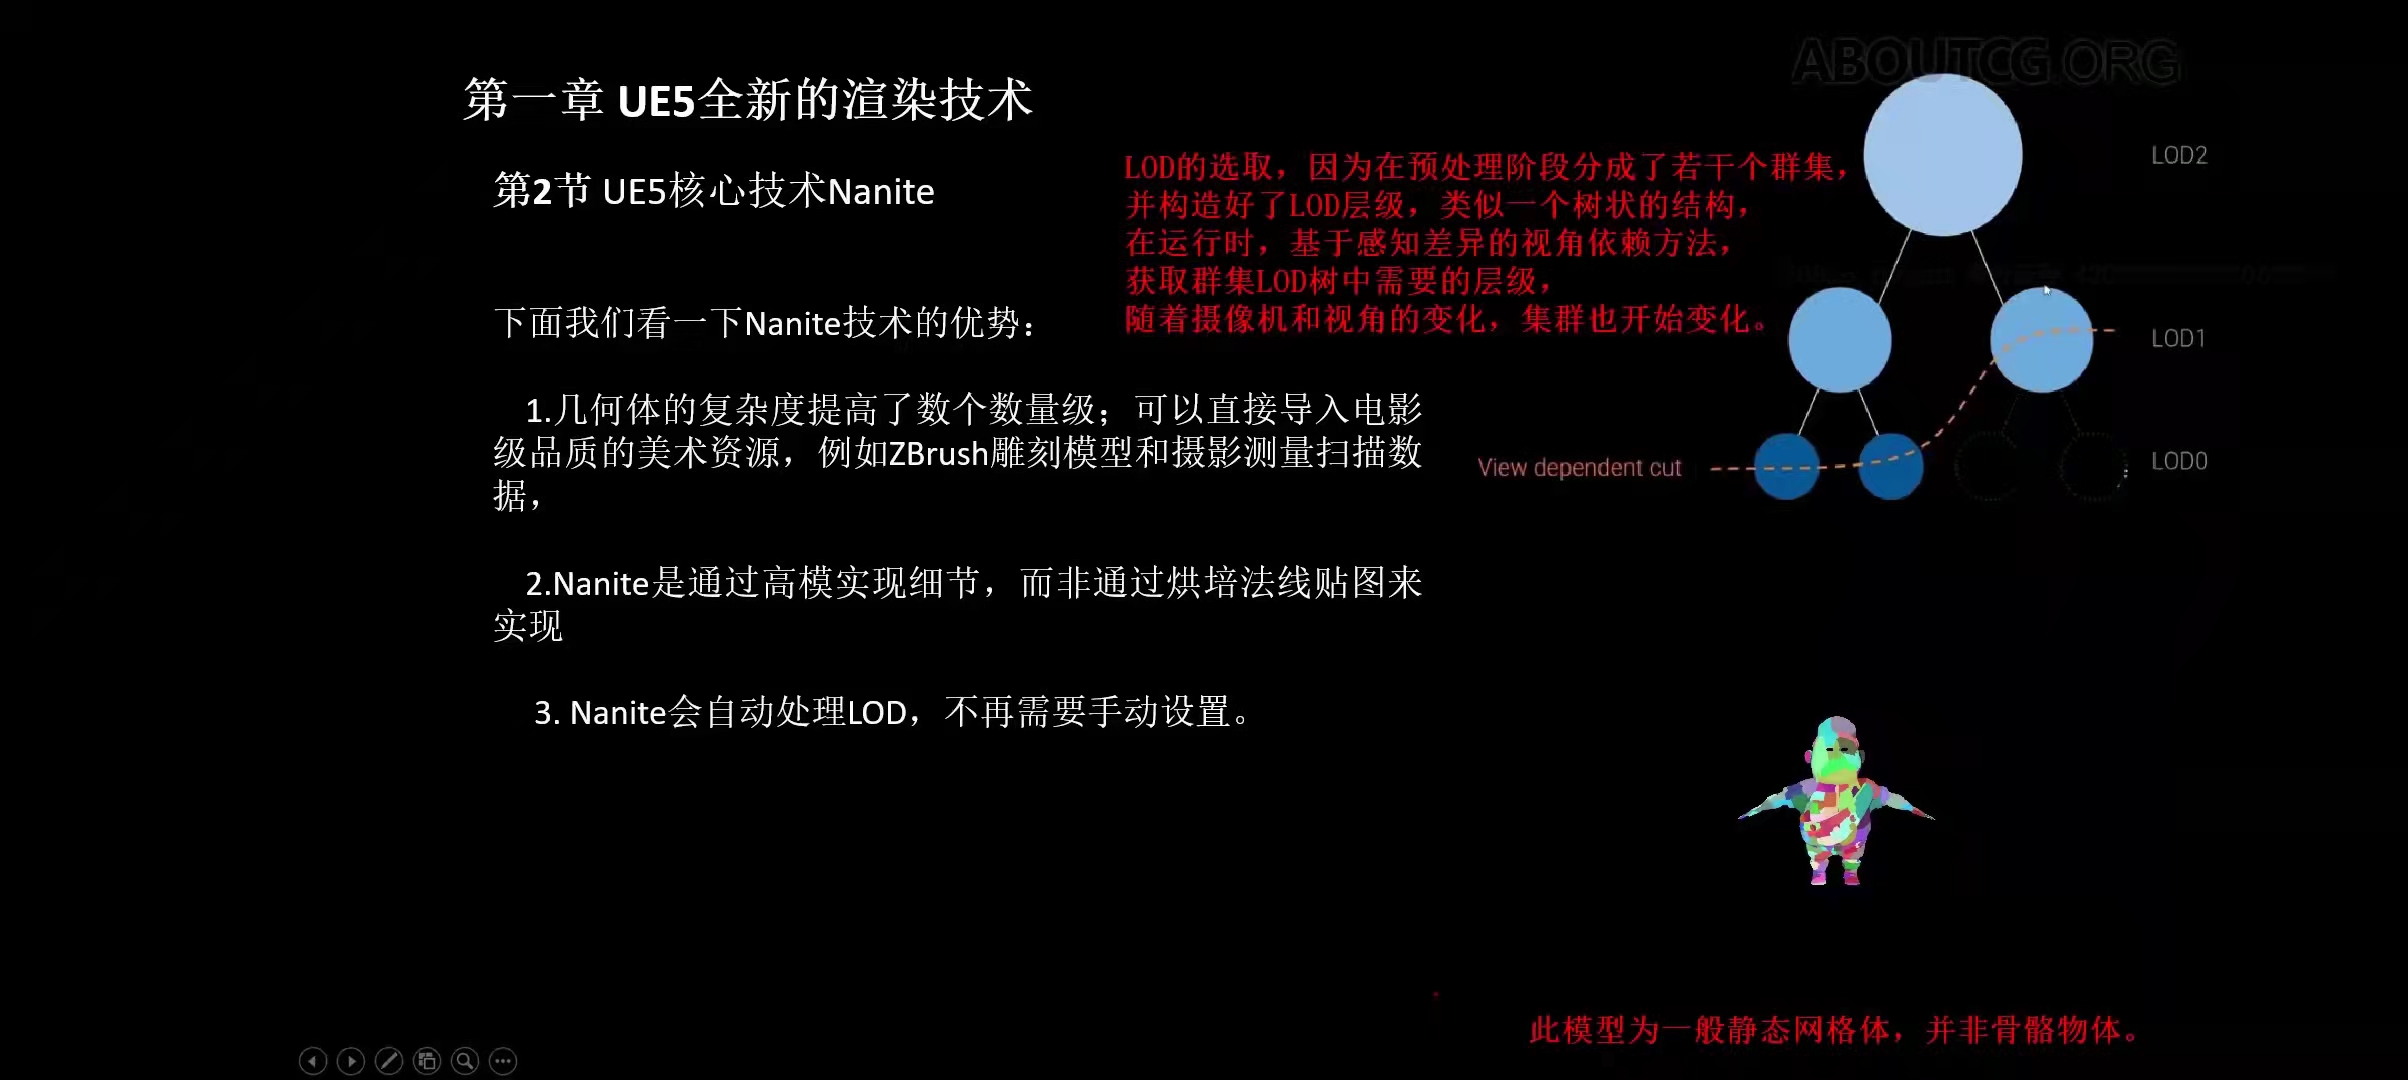 ABOUTCG.ORG
第一章 UE5全新的渲染技术
第2节 UE5核心技术Nanite
下面我们看一下Nanite技术的优势：
1.几何体的复杂度提高了数个数量级；可以直接导入电影
级品质的美术资源，例如ZBrush雕刻模型和摄影测量扫描数
据，
2.Nanite是通过高模实现细节，而非通过烘培法线贴图来
实现
3. Nanite会自动处理LOD，不再需要手动设置。
LOD的选取，因为在预处理阶段分成了若干个群集，
并构造好了LOD层级，类似一个树状的结构，
在运行时，基于感知差异的视角依赖方法，
获取群集LOD树中需要的层级，
随着摄像机和视角的变化，集群也开始变化。
LOD2
LOD1
View dependent cut
LOD0
此模型为一般静态网格体，并非骨骼物体。